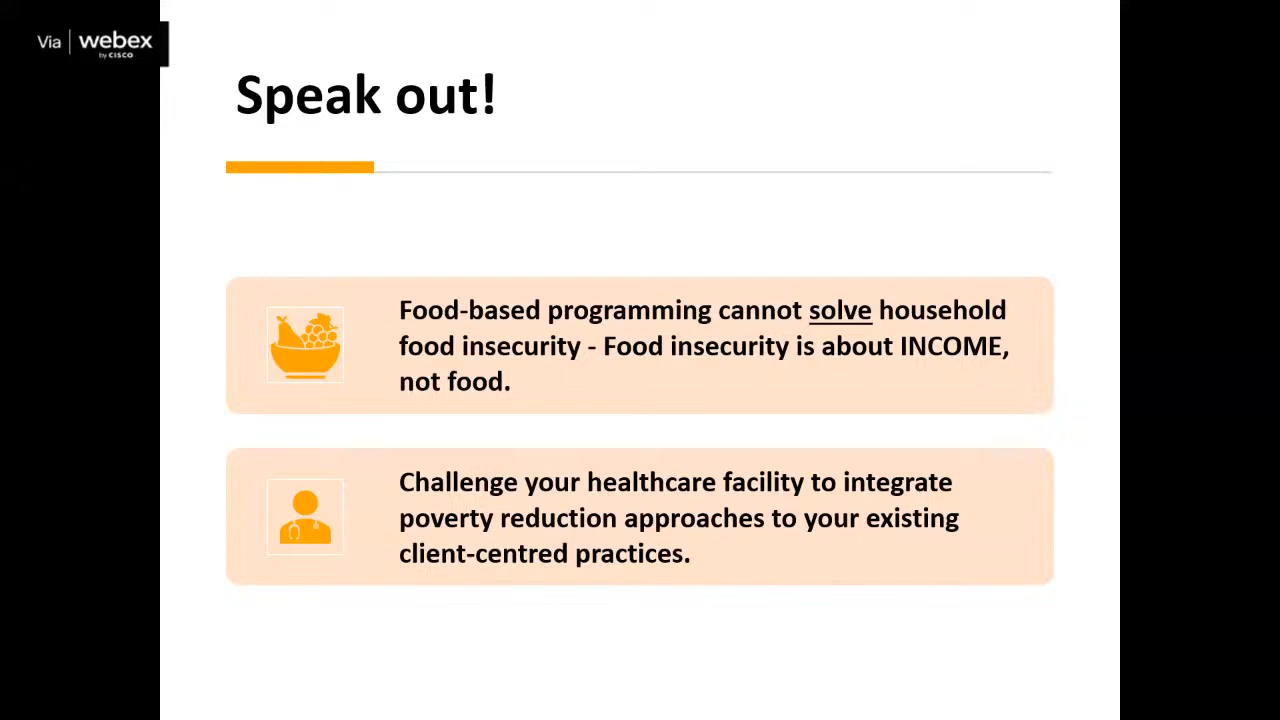 Via webex
by CISCO
Speak out!
Food-based programming cannot solve household
food insecurity - Food insecurity is about INCOME,
not food.
Challenge your healthcare facility to integrate
poverty reduction approaches to your existing
client-centred practices.